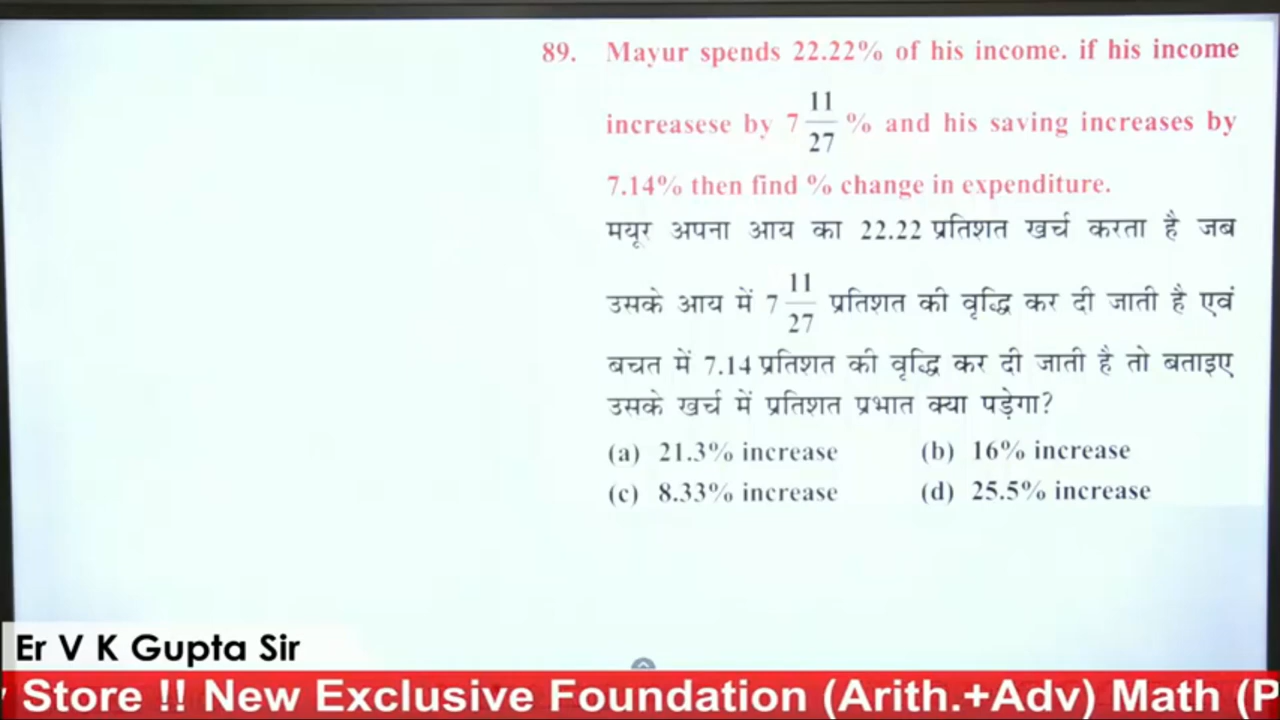 89. Mayur spends 22.22% of his income. if his income
increasese by 7 11/27 % and his saving increases by
7.14% then find % change in expenditure.
मयूर अपना आय का 22.22 प्रतिशत खर्च करता है जब
उसके आय में 7 11/27 प्रतिशत की वृद्धि कर दी जाती है एवं
बचत में 7.14 प्रतिशत की वृद्धि कर दी जाती है तो बताइए
उसके खर्च में प्रतिशत प्रभात क्या पड़ेगा?
(a) 21.3% increase (b) 16% increase
(c) 8.33% increase (d) 25.5% increase
Er V K Gupta Sir
Store !! New Exclusive Foundation (Arith.+Adv) Math (P